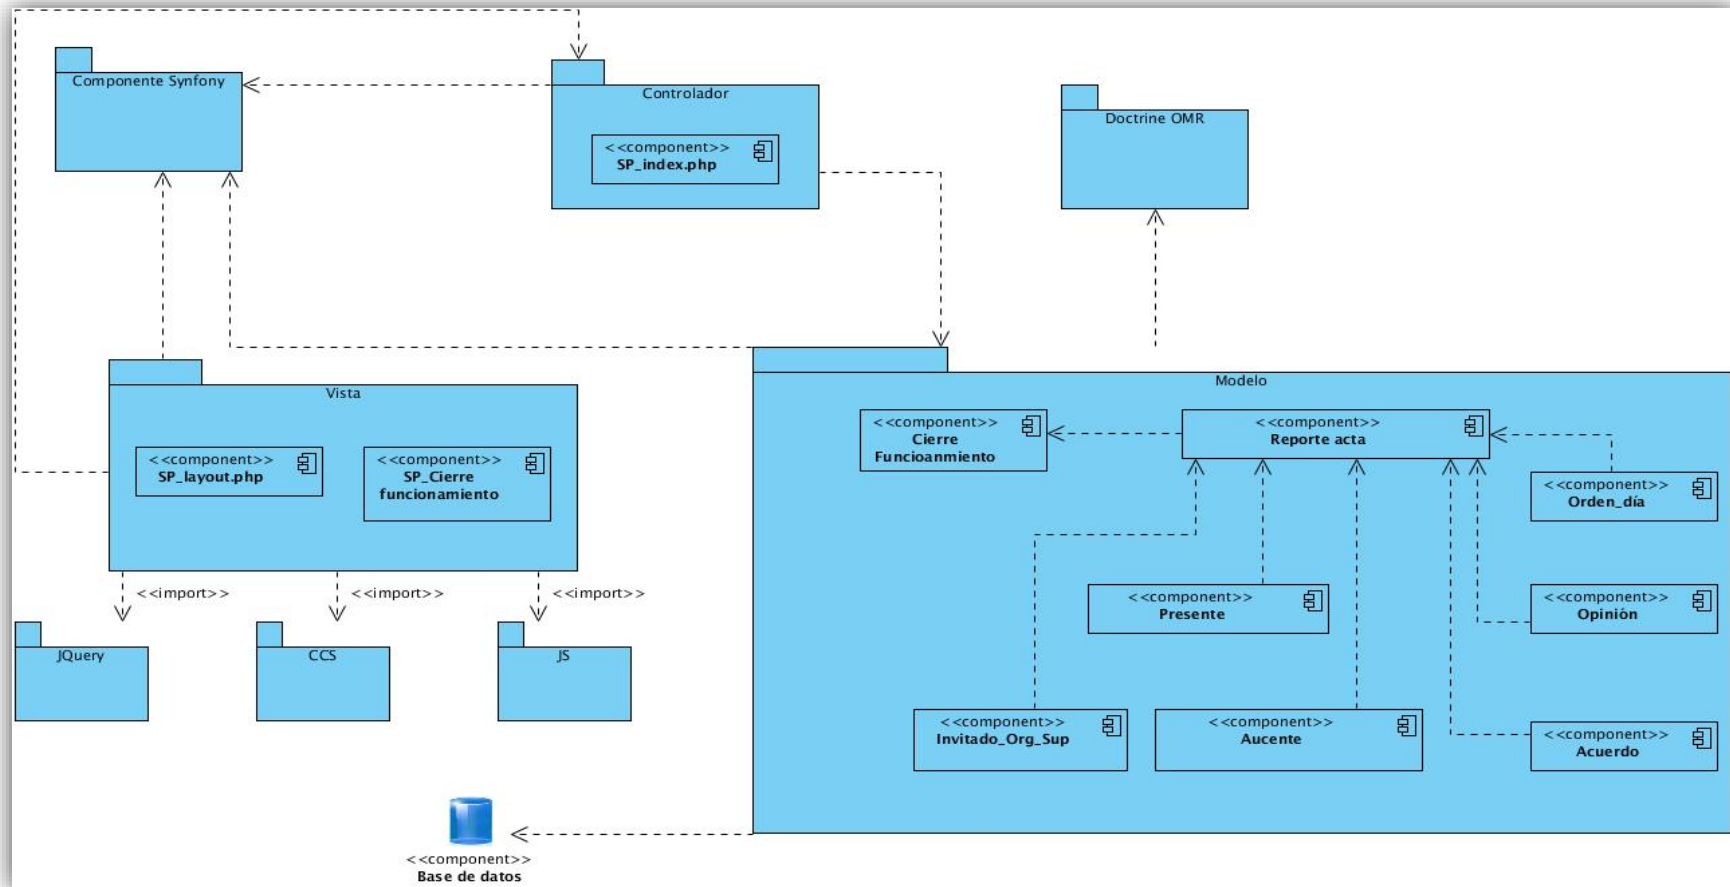 Componente Synfony
Controlador
<<component>>
SP_index.php
Doctrine OMR
Vista
<<component>>
SP_layout.php
<<component>>
SP_Cierre
funcionamiento
<<import>>
<<import>>
<<import>>
JQuery
CCS
JS
Modelo
<<component>>
Cierre
Funcioanmiento
<<component>>
Reporte acta
<<component>>
Orden_día
<<component>>
Presente
<<component>>
Opinión
<<component>>
Invitado_Org_Sup
<<component>>
Aucente
<<component>>
Acuerdo
<<component>>
Base de datos